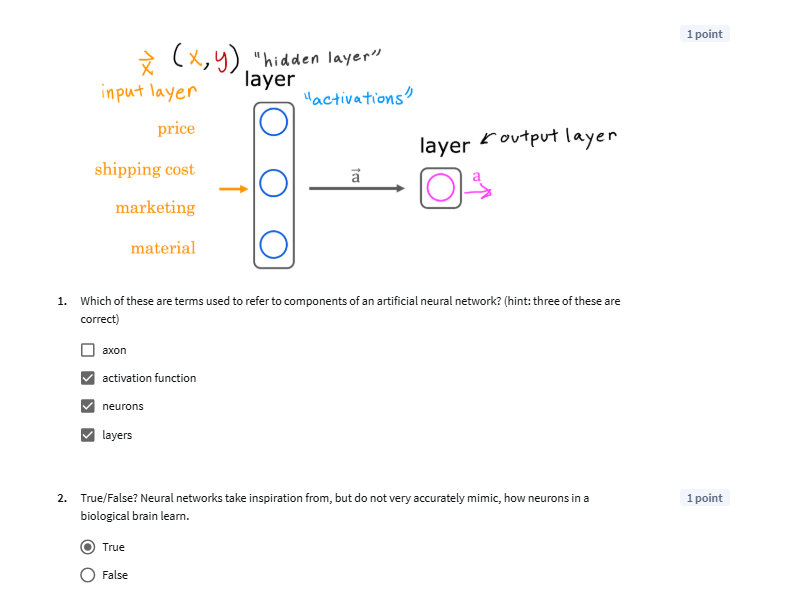 1 point
x⃗ (x,y) "hidden layer"
layer
input layer
"activations"
price
layer output layer
shipping cost
a⃗
a
marketing
material
1. Which of these are terms used to refer to components of an artificial neural network? (hint: three of these are
correct)
axon
activation function
neurons
layers
2. True/False? Neural networks take inspiration from, but do not very accurately mimic, how neurons in a
1 point
biological brain learn.
True
False